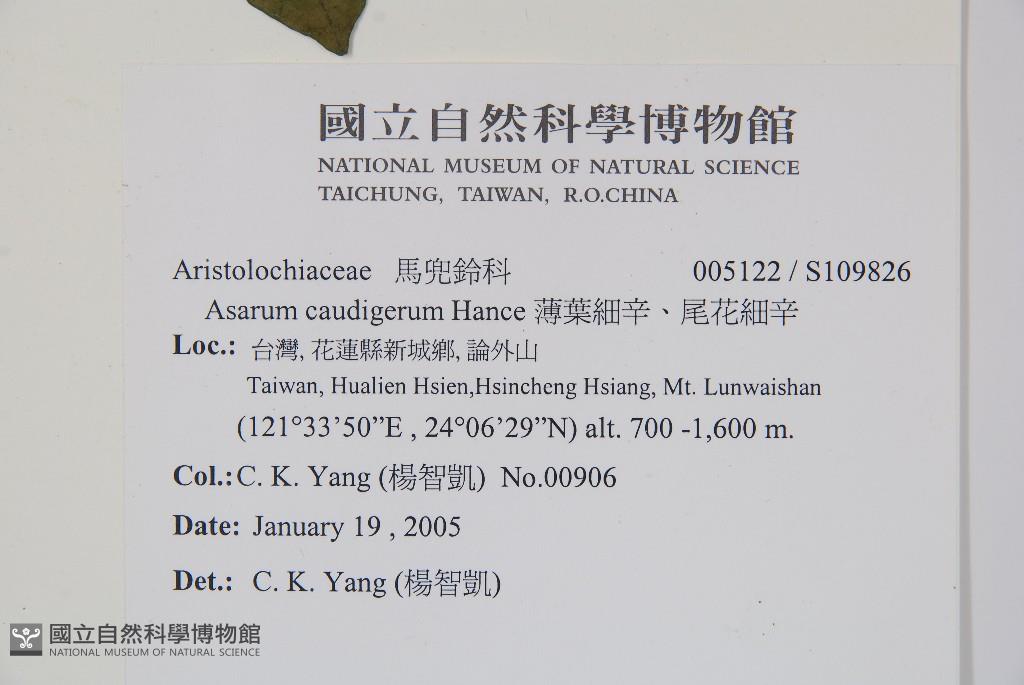 國立自然科學博物館
NATIONAL MUSEUM OF NATURAL SCIENCE
TAICHUNG, TAIWAN, R.O.CHINA
Aristolochiaceae 馬兜鈴科 005122 / S109826
Asarum caudigerum Hance 薄葉細辛、尾花細辛
Loc.: 台灣, 花蓮縣新城鄉, 論外山
Taiwan, Hualien Hsien,Hsincheng Hsiang, Mt. Lunwaishan
(121°33’50”E , 24°06’29”N) alt. 700 -1,600 m.
Col.:C. K. Yang (楊智凱) No.00906
Date: January 19 , 2005
Det.: C. K. Yang (楊智凱)
國立自然科學博物館
NATIONAL MUSEUM OF NATURAL SCIENCE